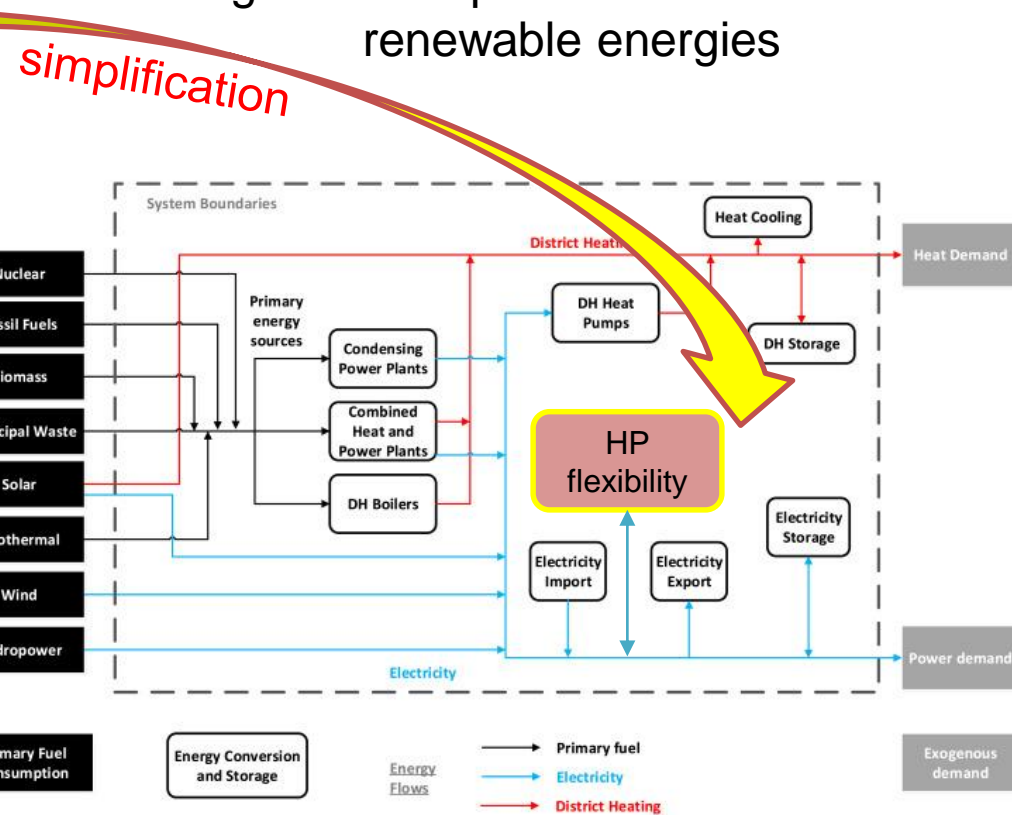 renewable energies
simplification
System Boundaries
Heat Cooling
District Heati
Heat Demand
Nuclear
ssil Fuels
iomass
cipal Waste
Solar
othermal
Wind
dropower
Primary
energy
sources
Condensing
Power Plants
Combined
Heat and
Power Plants
DH Boilers
DH Heat
Pumps
DH Storage
HP
flexibility
Electricity
Import
Electricity
Export
Electricity
Storage
Electricity
Power demand
mary Fuel
nsumption
Energy Conversion
and Storage
Energy
Flows
Primary fuel
Electricity
District Heating
Exogenous
demand